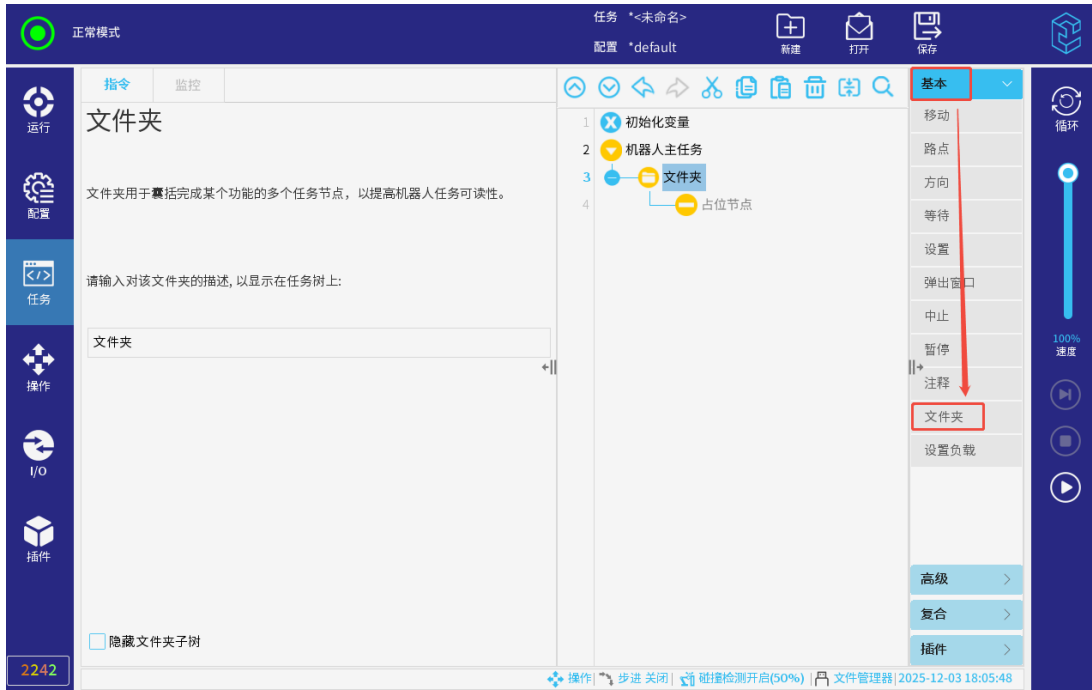 正常模式
任务 *<未命名>
配置 *default
新建
打开
保存
运行
配置
任务
操作
I/O
插件
2242
指令
监控
文件夹
文件夹用于囊括完成某个功能的多个任务节点，以提高机器人任务可读性。
请输入对该文件夹的描述, 以显示在任务树上:
文件夹
隐藏文件夹子树
1 初始化变量
2 机器人主任务
3 文件夹
4 占位节点
基本
移动
路点
方向
等待
设置
弹出窗口
中止
暂停
注释
文件夹
设置负载
高级
复合
插件
循环
100%
速度
操作| 步进 关闭| 碰撞检测开启(50%) | 文件管理器|2025-12-03 18:05:48